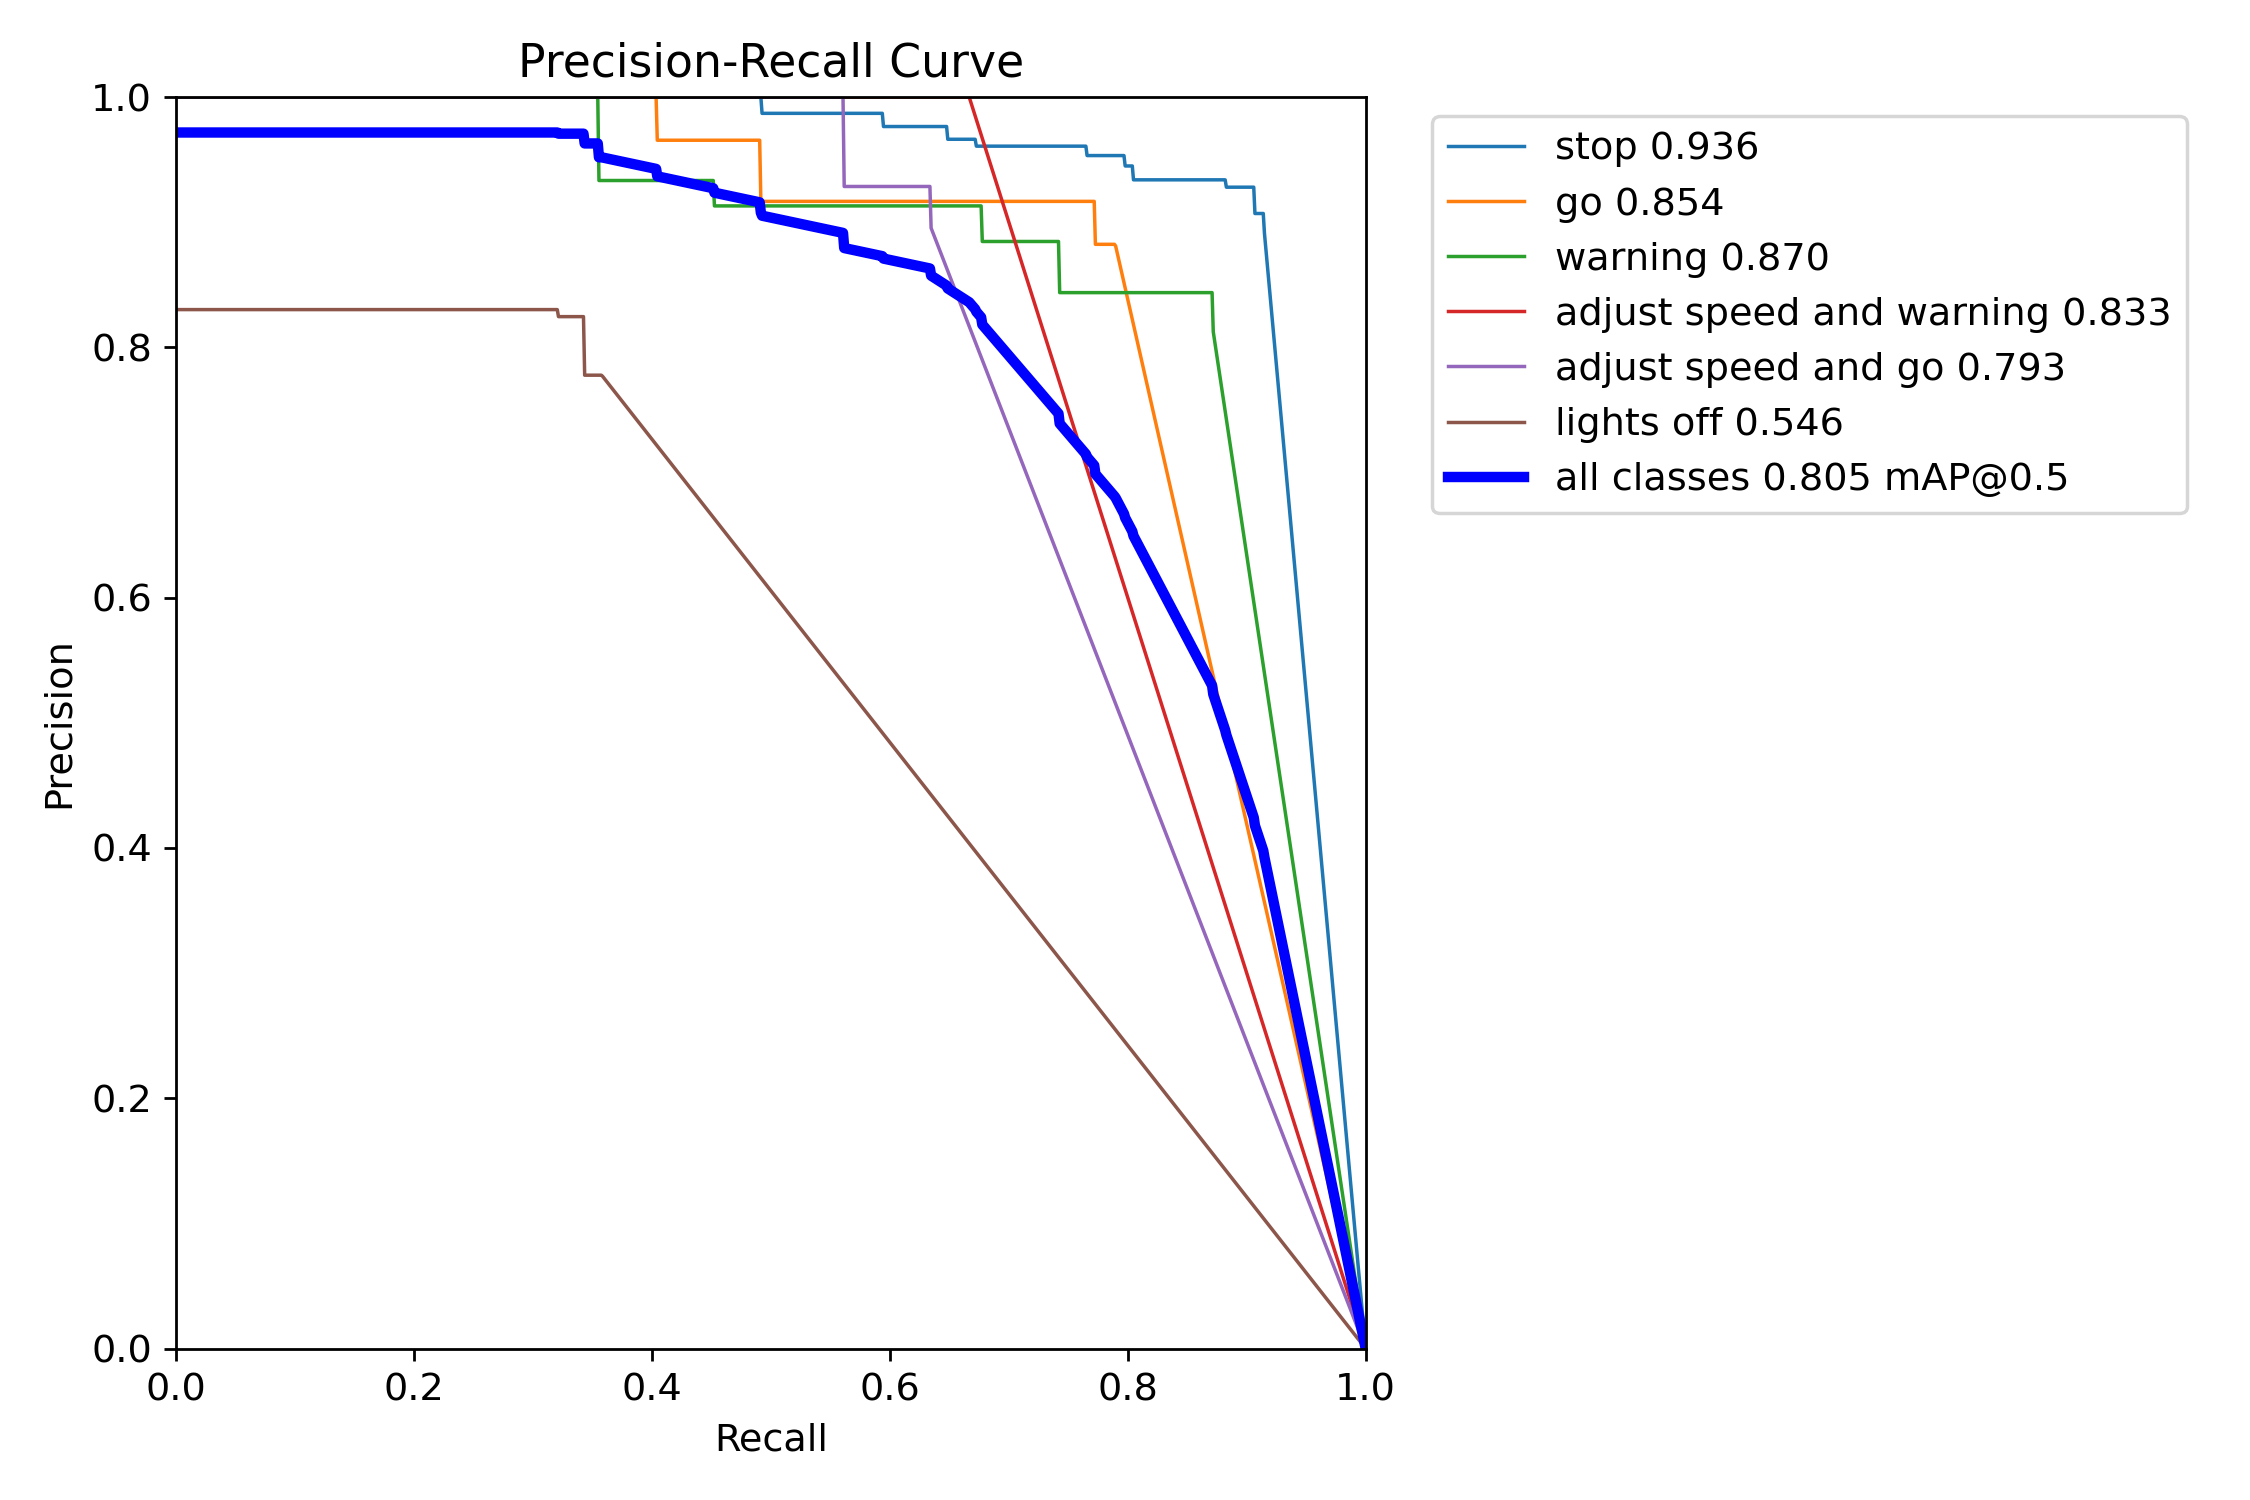 Precision-Recall Curve
1.0
0.8
0.6
0.4
0.2
0.0
Precision
0.0 0.2 0.4 0.6 0.8 1.0
Recall
stop 0.936
go 0.854
warning 0.870
adjust speed and warning 0.833
adjust speed and go 0.793
lights off 0.546
all classes 0.805 mAP@0.5